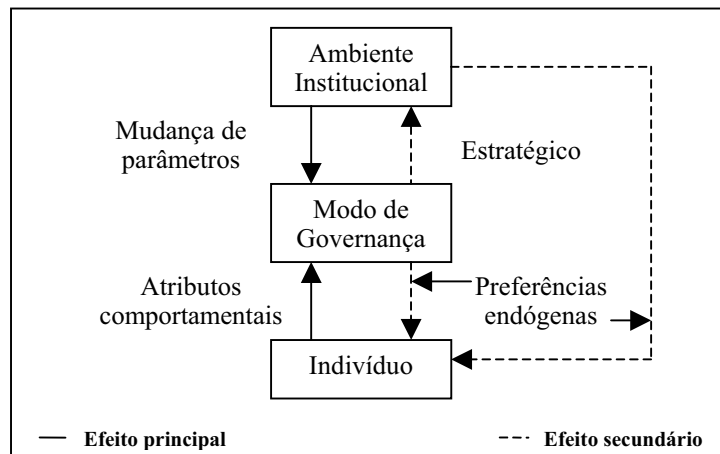 Ambiente
Institucional
Mudança de
parâmetros
Estratégico
Modo de
Governança
Atributos
comportamentais
Preferências
endógenas
Indivíduo
Efeito principal
Efeito secundário